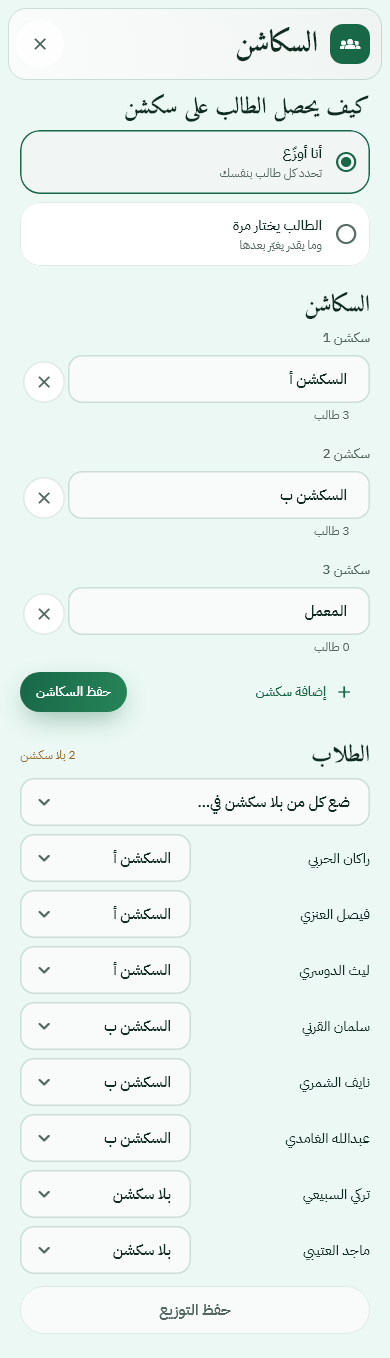 السكاشن
كيف يحصل الطالب على سكشن
أنا أوزّع
تحدد كل طالب بنفسك
الطالب يختار مرة
وما يقدر يغيّر بعدها
السكاشن
سكشن 1
السكشن أ
3 طالب
سكشن 2
السكشن ب
3 طالب
سكشن 3
المعمل
0 طالب
إضافة سكشن
حفظ السكاشن
الطلاب
2 بلا سكشن
ضع كل من بلا سكشن في...
راكان الحربي السكشن أ
فيصل العنزي السكشن أ
ليث الدوسري السكشن أ
سلمان القرني السكشن ب
نايف الشمري السكشن ب
عبدالله الغامدي السكشن ب
تركي السبيعي بلا سكشن
ماجد العتيبي بلا سكشن
حفظ التوزيع